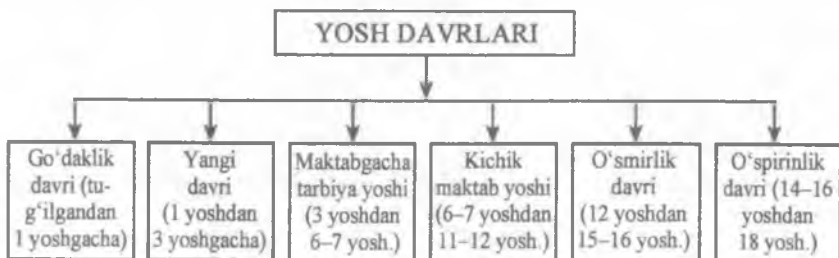 YOSH DAVRLARI
Go‘daklik
davri (tu-
g‘ilgandan
1 yoshgacha)
Yangi
davri
(1 yoshdan
3 yoshgacha)
Maktabgacha
tarbiya yoshi
(3 yoshdan
6–7 yosh.)
Kichik
maktab yoshi
(6–7 yoshdan
11–12 yosh.)
O‘smirlik
davri
(12 yoshdan
15–16 yosh.)
O‘spirinlik
davri (14–16
yoshdan
18 yosh.)